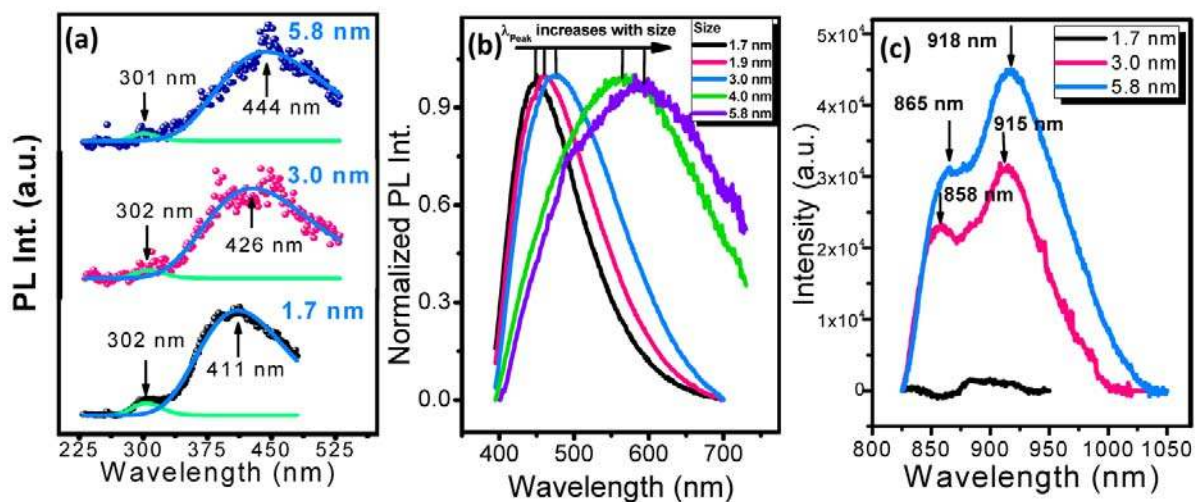 (a)
5.8 nm
301 nm
444 nm
3.0 nm
302 nm
426 nm
1.7 nm
302 nm
411 nm
PL Int. (a.u.)
225 300 375 450 525
Wavelength (nm)
(b)
λPeak increases with size
Size
1.7 nm
1.9 nm
3.0 nm
4.0 nm
5.8 nm
Normalized PL Int.
0.9
0.6
0.3
0.0
400 500 600 700
Wavelength (nm)
(c)
918 nm
865 nm
915 nm
858 nm
1.7 nm
3.0 nm
5.8 nm
Intensity (a.u.)
5x10⁴
4x10⁴
3x10⁴
2x10⁴
1x10⁴
0
800 850 900 950 1000 1050
Wavelength (nm)